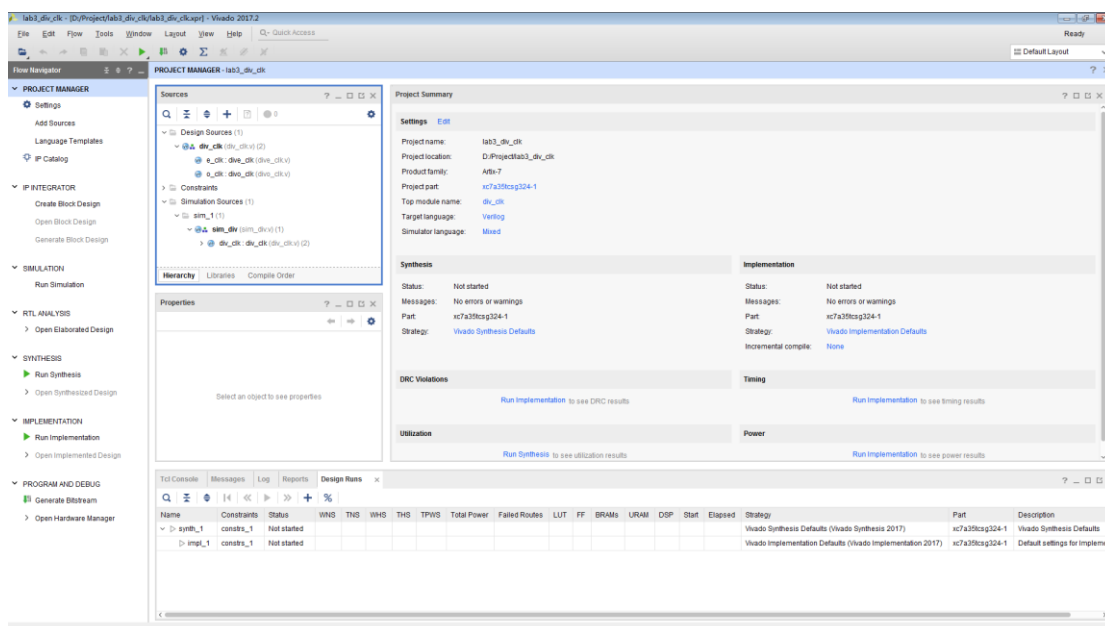 lab3_div_clk - [D:/Project/lab3_div_clk/lab3_div_clk.xpr] - Vivado 2017.2
File Edit Flow Tools Window Layout View Help Q- Quick Access Ready
Default Layout
Flow Navigator
PROJECT MANAGER
Settings
Add Sources
Language Templates
IP Catalog
IP INTEGRATOR
Create Block Design
Open Block Design
Generate Block Design
SIMULATION
Run Simulation
RTL ANALYSIS
Open Elaborated Design
SYNTHESIS
Run Synthesis
Open Synthesized Design
IMPLEMENTATION
Run Implementation
Open Implemented Design
PROGRAM AND DEBUG
Generate Bitstream
Open Hardware Manager
PROJECT MANAGER - lab3_div_clk
Sources
0
Design Sources (1)
div_clk (div_clk.v) (2)
e_clk : dive_clk (dive_clk.v)
o_clk : divo_clk (divo_clk.v)
Constraints
Simulation Sources (1)
sim_1 (1)
sim_div (sim_div.v) (1)
div_clk : div_clk (div_clk.v) (2)
Hierarchy Libraries Compile Order
Properties
Select an object to see properties
Project Summary
Settings Edit
Project name: lab3_div_clk
Project location: D:/Project/lab3_div_clk
Product family: Artix-7
Project part: xc7a35tcsg324-1
Top module name: div_clk
Target language: Verilog
Simulator language: Mixed
Synthesis
Status: Not started
Messages: No errors or warnings
Part: xc7a35tcsg324-1
Strategy: Vivado Synthesis Defaults
Implementation
Status: Not started
Messages: No errors or warnings
Part: xc7a35tcsg324-1
Strategy: Vivado Implementation Defaults
Incremental compile: None
DRC Violations
Run Implementation to see DRC results
Timing
Run Implementation to see timing results
Utilization
Run Synthesis to see utilization results
Power
Run Implementation to see power results
Tcl Console Messages Log Reports Design Runs
Name Constraints Status WNS TNS WHS THS TPWS Total Power Failed Routes LUT FF BRAMs URAM DSP Start Elapsed Strategy Part Description
synth_1 constrs_1 Not started Vivado Synthesis Defaults (Vivado Synthesis 2017) xc7a35tcsg324-1 Vivado Synthesis Defaults
impl_1 constrs_1 Not started Vivado Implementation Defaults (Vivado Implementation 2017) xc7a35tcsg324-1 Default settings for Implem